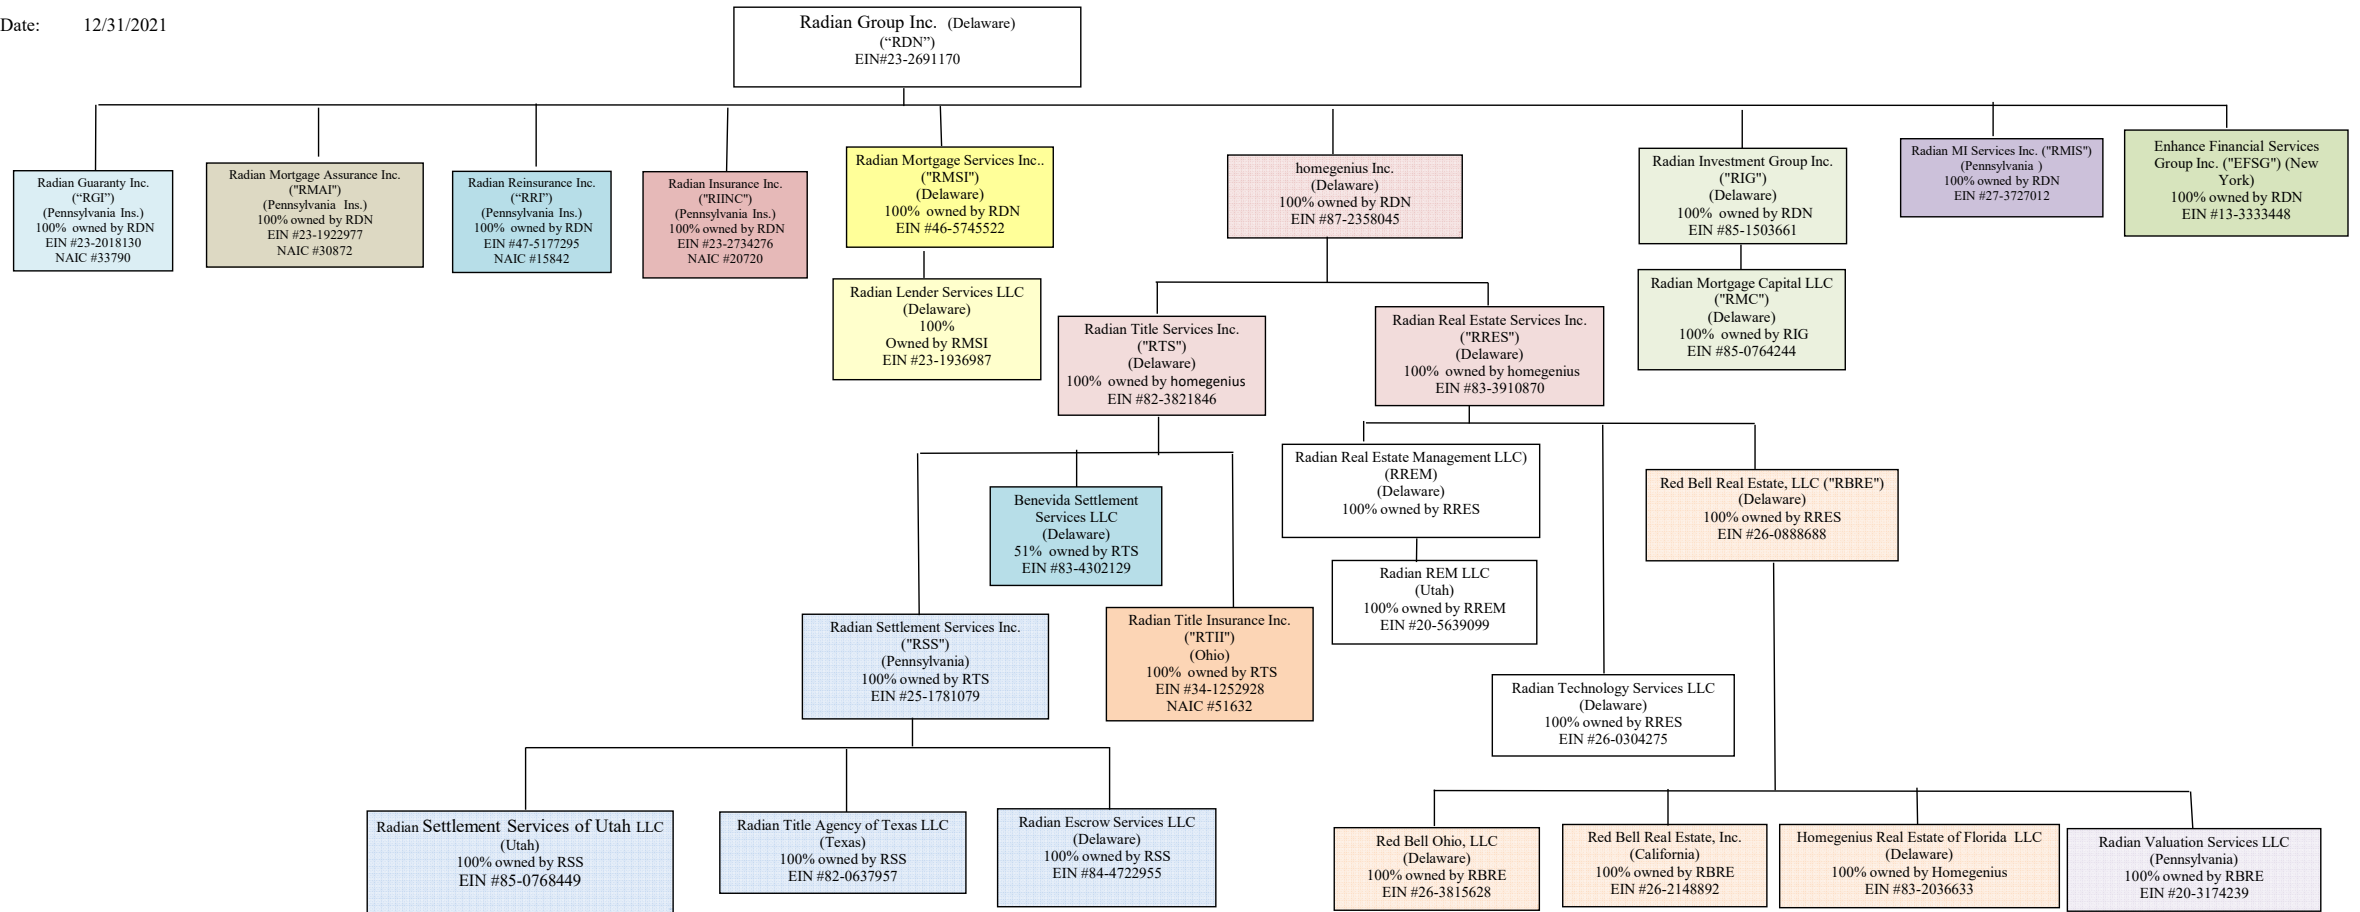 Date: 12/31/2021
Radian Group Inc. (Delaware)
(“RDN”)
EIN#23-2691170
Radian Guaranty Inc.
(“RGI”)
(Pennsylvania Ins.)
100% owned by RDN
EIN #23-2018130
NAIC #33790
Radian Mortgage Assurance Inc.
("RMAI")
(Pennsylvania Ins.)
100% owned by RDN
EIN #23-1922977
NAIC #30872
Radian Reinsurance Inc.
(“RRI”)
(Pennsylvania Ins.)
100% owned by RDN
EIN #47-5177295
NAIC #15842
Radian Insurance Inc.
("RIINC")
(Pennsylvania Ins.)
100% owned by RDN
EIN #23-2734276
NAIC #20720
Radian Mortgage Services Inc..
("RMSI")
(Delaware)
100% owned by RDN
EIN #46-5745522
homegenius Inc.
(Delaware)
100% owned by RDN
EIN #87-2358045
Radian Investment Group Inc.
"RIG")
(Delaware)
100% owned by RDN
EIN #85-1503661
Radian MI Services Inc. ("RMIS")
(Pennsylvania )
100% owned by RDN
EIN #27-3727012
Enhance Financial Services
Group Inc. ("EFSG") (New
York)
100% owned by RDN
EIN #13-3333448
Radian Lender Services LLC
(Delaware)
100%
Owned by RMSI
EIN #23-1936987
Radian Title Services Inc.
("RTS")
(Delaware)
100% owned by homegenius
EIN #82-3821846
Radian Real Estate Services Inc.
("RRES")
(Delaware)
100% owned by homegenius
EIN #83-3910870
Radian Mortgage Capital LLC
("RMC")
(Delaware)
100% owned by RIG
EIN #85-0764244
Benevida Settlement
Services LLC
(Delaware)
51% owned by RTS
EIN #83-4302129
Radian Real Estate Management LLC)
(RREM)
(Delaware)
100% owned by RRES
Red Bell Real Estate, LLC ("RBRE")
(Delaware)
100% owned by RRES
EIN #26-0888688
Radian REM LLC
(Utah)
100% owned by RREM
EIN #20-5639099
Radian Settlement Services Inc.
("RSS")
(Pennsylvania)
100% owned by RTS
EIN #25-1781079
Radian Title Insurance Inc.
("RTII")
(Ohio)
100% owned by RTS
EIN #34-1252928
NAIC #51632
Radian Technology Services LLC
(Delaware)
100% owned by RRES
EIN #26-0304275
Radian Settlement Services of Utah LLC
(Utah)
100% owned by RSS
EIN #85-0768449
Radian Title Agency of Texas LLC
(Texas)
100% owned by RSS
EIN #82-0637957
Radian Escrow Services LLC
(Delaware)
100% owned by RSS
EIN #84-4722955
Red Bell Ohio, LLC
(Delaware)
100% owned by RBRE
EIN #26-3815628
Red Bell Real Estate, Inc.
(California)
100% owned by RBRE
EIN #26-2148892
Homegenius Real Estate of Florida LLC
(Delaware)
100% owned by Homegenius
EIN #83-2036633
Radian Valuation Services LLC
(Pennsylvania)
100% owned by RBRE
EIN #20-3174239